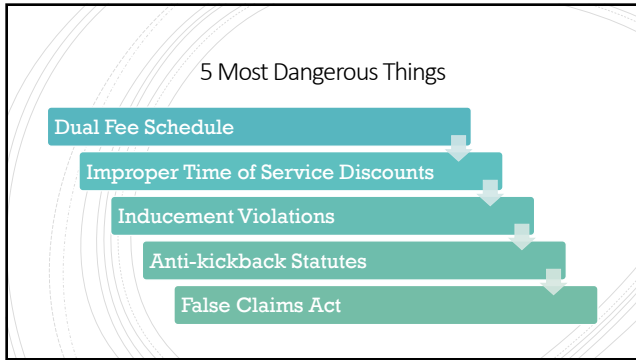 5 Most Dangerous Things
Dual Fee Schedule
Improper Time of Service Discounts
Inducement Violations
Anti-kickback Statutes
False Claims Act